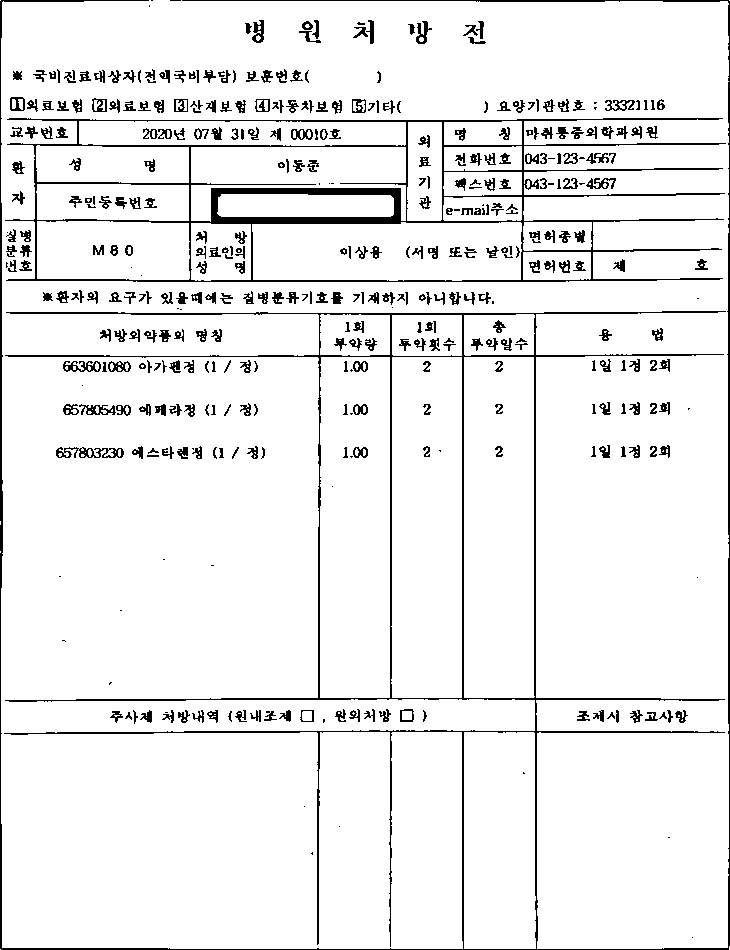 병 원 처 방 전
※ 국비진료대상자(전액국비부담) 보훈번호( )
1의료보험 2의료보험 3산재보험 4자동차보험 5기타( ) 요양기관번호 : 33321116
교부번호 2020년 07월 31일 제 00010호 의료기관 명 칭 마취통증의학과의원
환자 성 명 이동준 전화번호 043-123-4567
주민등록번호 팩스번호 043-123-4567
e-mail주소
질병분류번호 M80 처 방 의료인의 성 명 이상용 (서명 또는 날인) 면허종별
면허번호 제 호
※환자의 요구가 있을때에는 질병분류기호를 기재하지 아니합니다.
처방의약품의 명칭 1회 투약량 1회 투약횟수 총 투약일수 용 법
663601080 아가펜정 (1 / 정) 1.00 2 2 1일 1정 2회
657805490 에페라정 (1 / 정) 1.00 2 2 1일 1정 2회
657803230 에스타렌정 (1 / 정) 1.00 2 2 1일 1정 2회
주사제 처방내역 (원내조제 □ , 원외처방 □ ) 조제시 참고사항